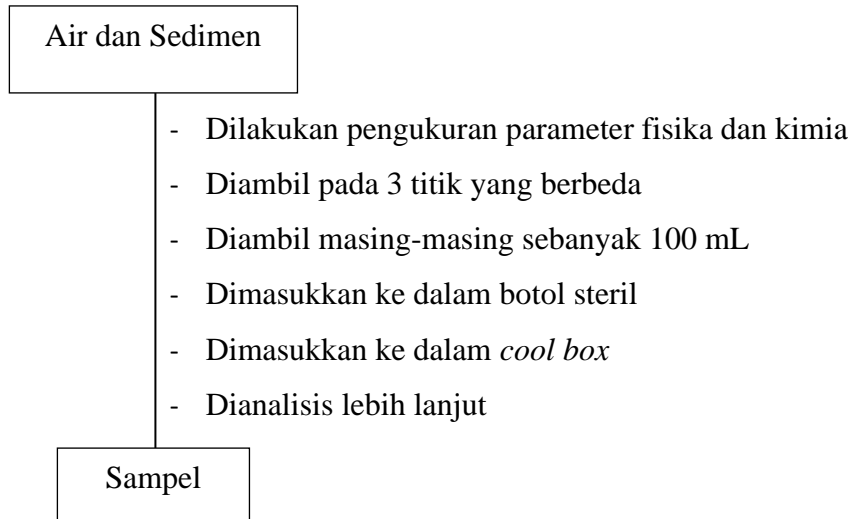 Air dan Sedimen
- Dilakukan pengukuran parameter fisika dan kimia
- Diambil pada 3 titik yang berbeda
- Diambil masing-masing sebanyak 100 mL
- Dimasukkan ke dalam botol steril
- Dimasukkan ke dalam cool box
- Dianalisis lebih lanjut
Sampel